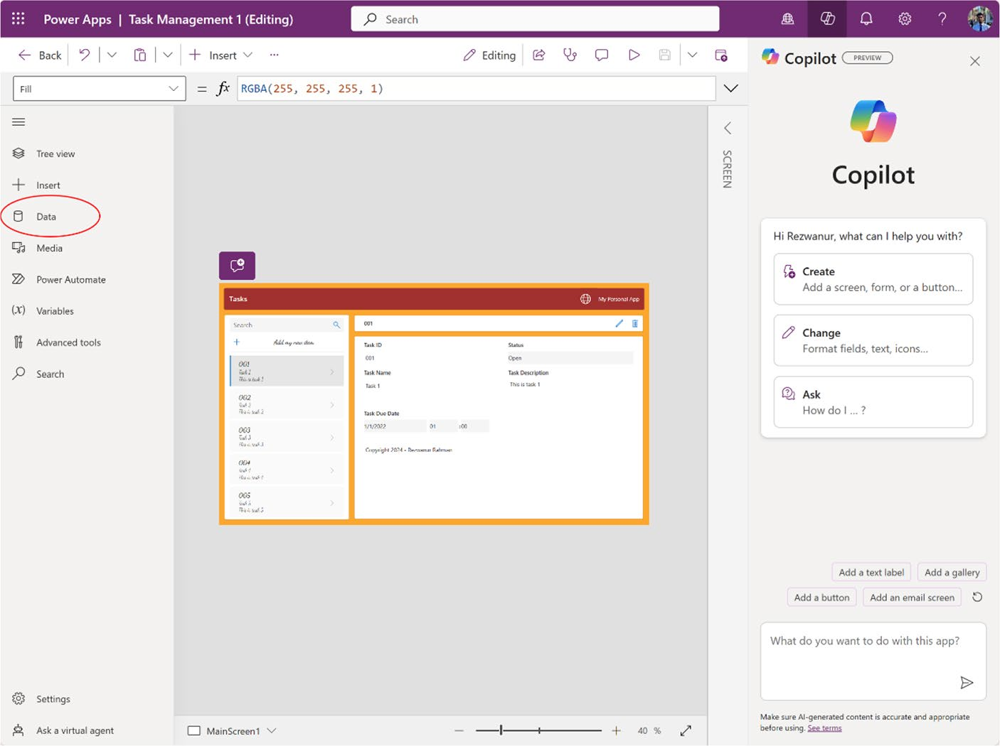 Power Apps | Task Management 1 (Editing)
Search
Back
Insert
Editing
Fill
= fx RGBA(255, 255, 255, 1)
Tree view
Insert
Data
Media
Power Automate
Variables
Advanced tools
Search
Settings
Ask a virtual agent
SCREEN
Tasks
My Personal App
Search
Add my new item
001
Task 1
This is task 1
002
Task 2
This is task 2
003
Task 3
This is task 3
004
Task 4
This is task 4
005
Task 5
This is task 5
001
Task ID
001
Status
Open
Task Name
Task 1
Task Description
This is task 1
Task Due Date
1/1/2022 01 :00
Copyright 2024 - Rezwanur Rahman
MainScreen1
40 %
Copilot PREVIEW
Copilot
Hi Rezwanur, what can I help you with?
Create
Add a screen, form, or a button...
Change
Format fields, text, icons...
Ask
How do I ... ?
Add a text label
Add a gallery
Add a button
Add an email screen
What do you want to do with this app?
Make sure AI-generated content is accurate and appropriate
before using. See terms